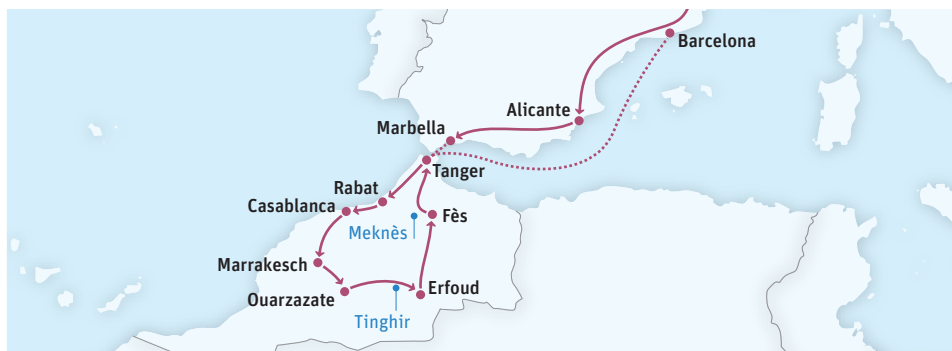 Barcelona
Alicante
Marbella
Tanger
Rabat
Casablanca
Fès
Meknès
Marrakesch
Ouarzazate
Erfoud
Tinghir